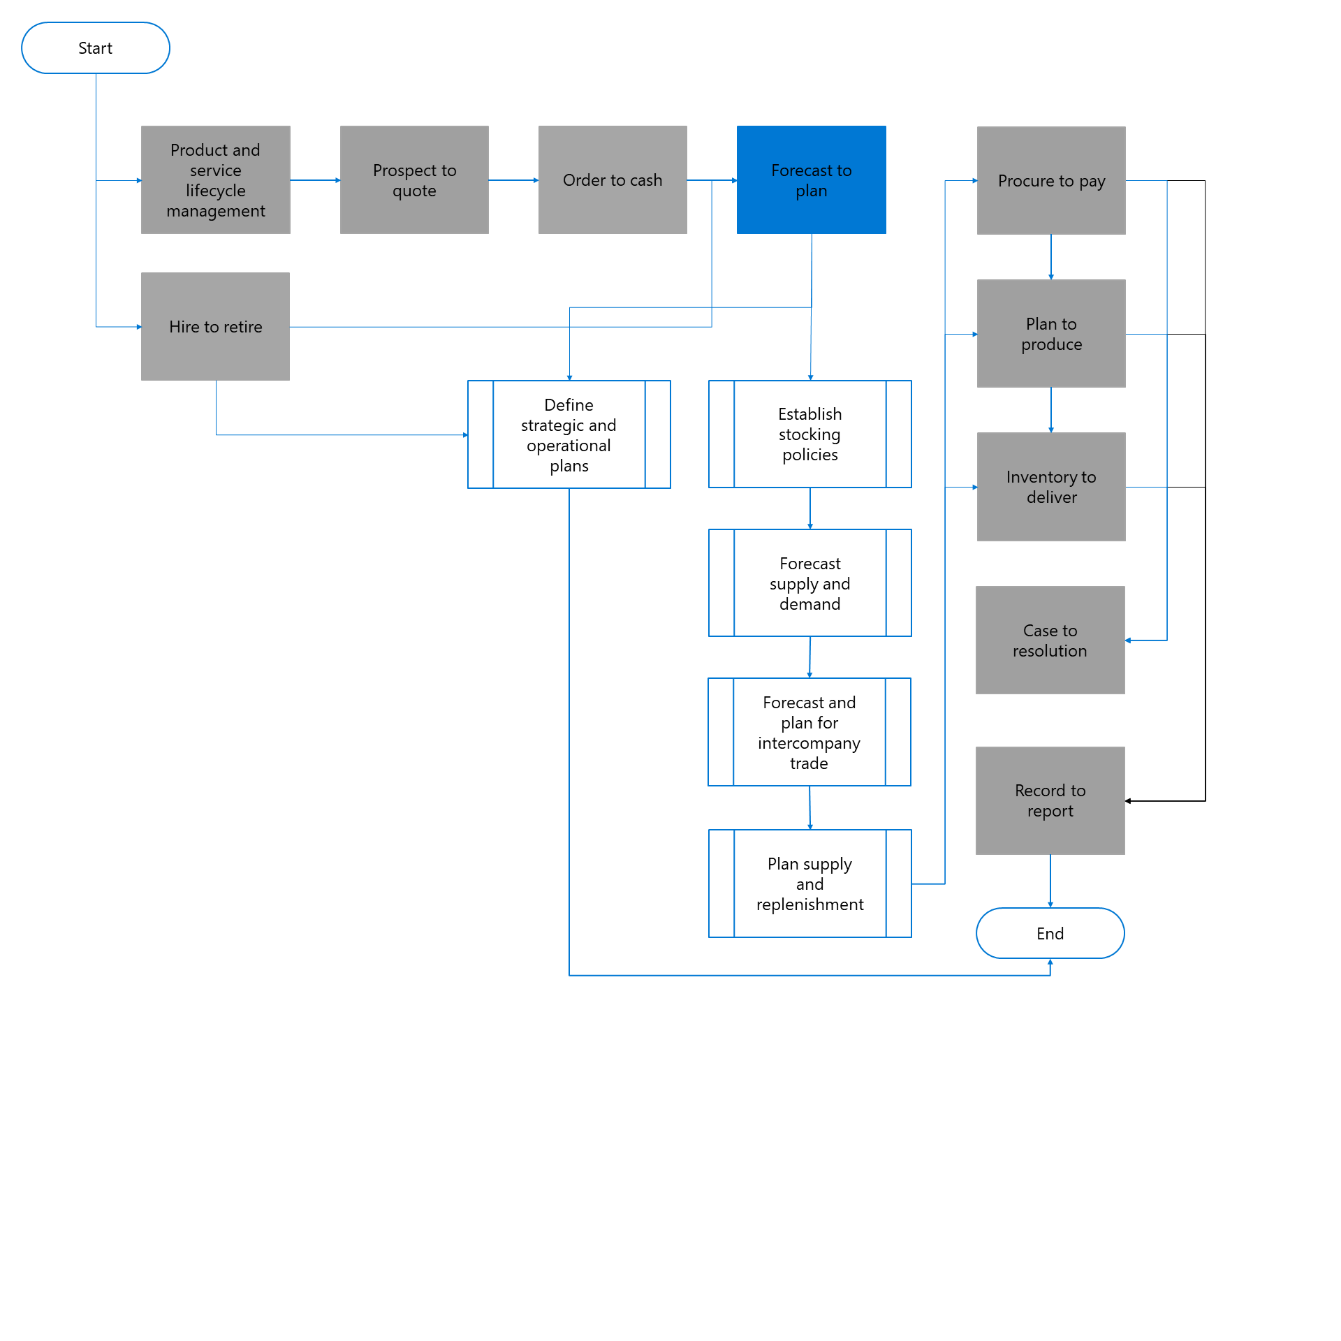 Start
Product and
service
lifecycle
management
Prospect to
quote
Order to cash
Forecast to
plan
Procure to pay
Hire to retire
Plan to
produce
Define
strategic and
operational
plans
Establish
stocking
policies
Inventory to
deliver
Forecast
supply and
demand
Case to
resolution
Forecast and
plan for
intercompany
trade
Record to
report
Plan supply
and
replenishment
End